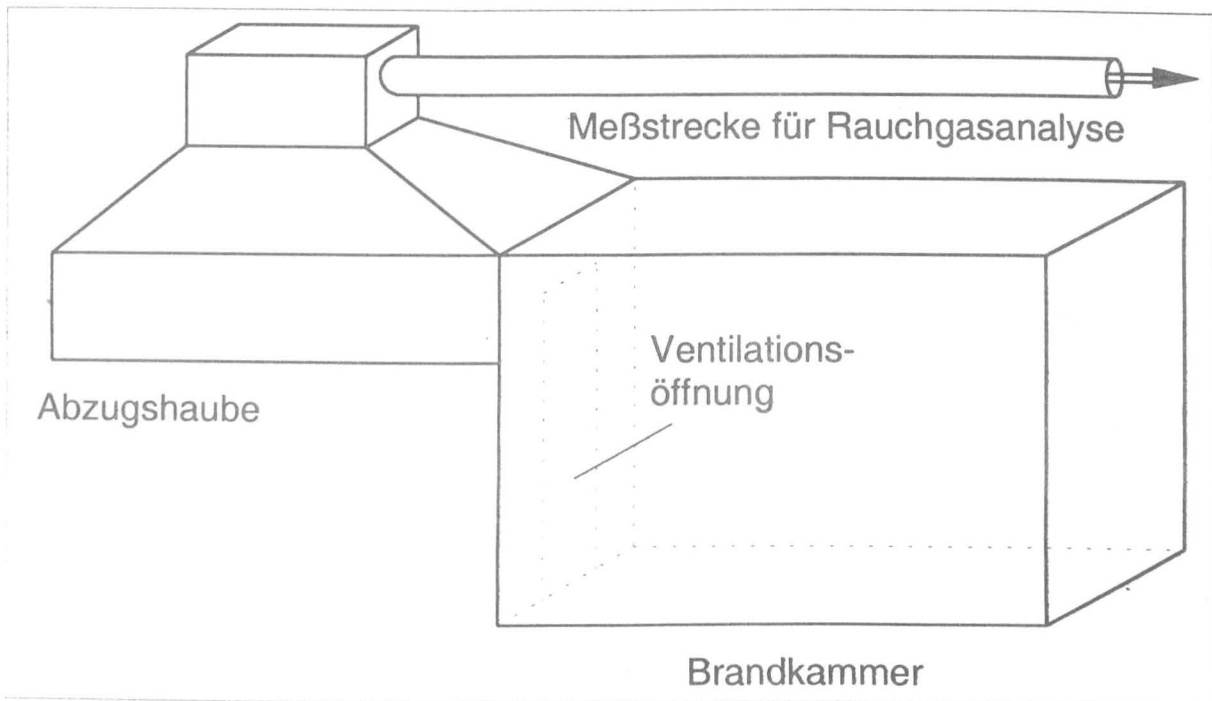 Meßstrecke für Rauchgasanalyse
Ventilations-
öffnung
Abzugshaube
Brandkammer